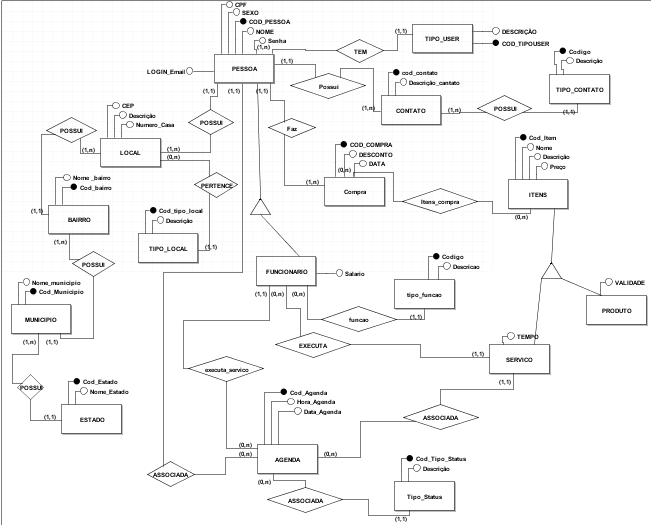 CPF
SEXO
COD_PESSOA
NOME
Senha
(1,n)
LOGIN_Email
PESSOA
(1,1)
TEM
(1,1)
TIPO_USER
DESCRIÇÃO
COD_TIPOUSER
Possui
(1,n)
cod_contato
Descrição_cantato
CONTATO
(1,n)
POSSUI
Codigo
Descrição
TIPO_CONTATO
(1,1)
(1,1)
(1,1)
(1,1)
POSSUI
Faz
CEP
Descrição
Numero_Casa
LOCAL
(1,n)
(0,n)
POSSUI
(1,n)
COD_COMPRA
DESCONTO
DATA
(0,n)
Compra
(1,n)
Itens_compra
(0,n)
Cod_Item
Nome
Descrição
Preço
ITENS
PERTENCE
Nome_bairro
Cod_bairro
BAIRRO
(1,1)
(1,n)
Cod_tipo_local
Descrição
TIPO_LOCAL
(1,1)
POSSUI
Nome_municipio
Cod_Municipio
MUNICIPIO
(1,n)
(1,1)
FUNCIONARIO
Salario
(1,1)
(0,n)
(0,n)
Codigo
Descricao
tipo_funcao
(1,1)
funcao
VALIDADE
PRODUTO
EXECUTA
TEMPO
(1,1)
SERVICO
(1,1)
POSSUI
Cod_Estado
Nome_Estado
ESTADO
(1,1)
executa_servico
Cod_Agenda
Hora_Agenda
Data_Agenda
ASSOCIADA
(0,n)
(0,n)
AGENDA
(0,n)
(0,n)
ASSOCIADA
ASSOCIADA
Cod_Tipo_Status
Descrição
Tipo_Status
(1,1)